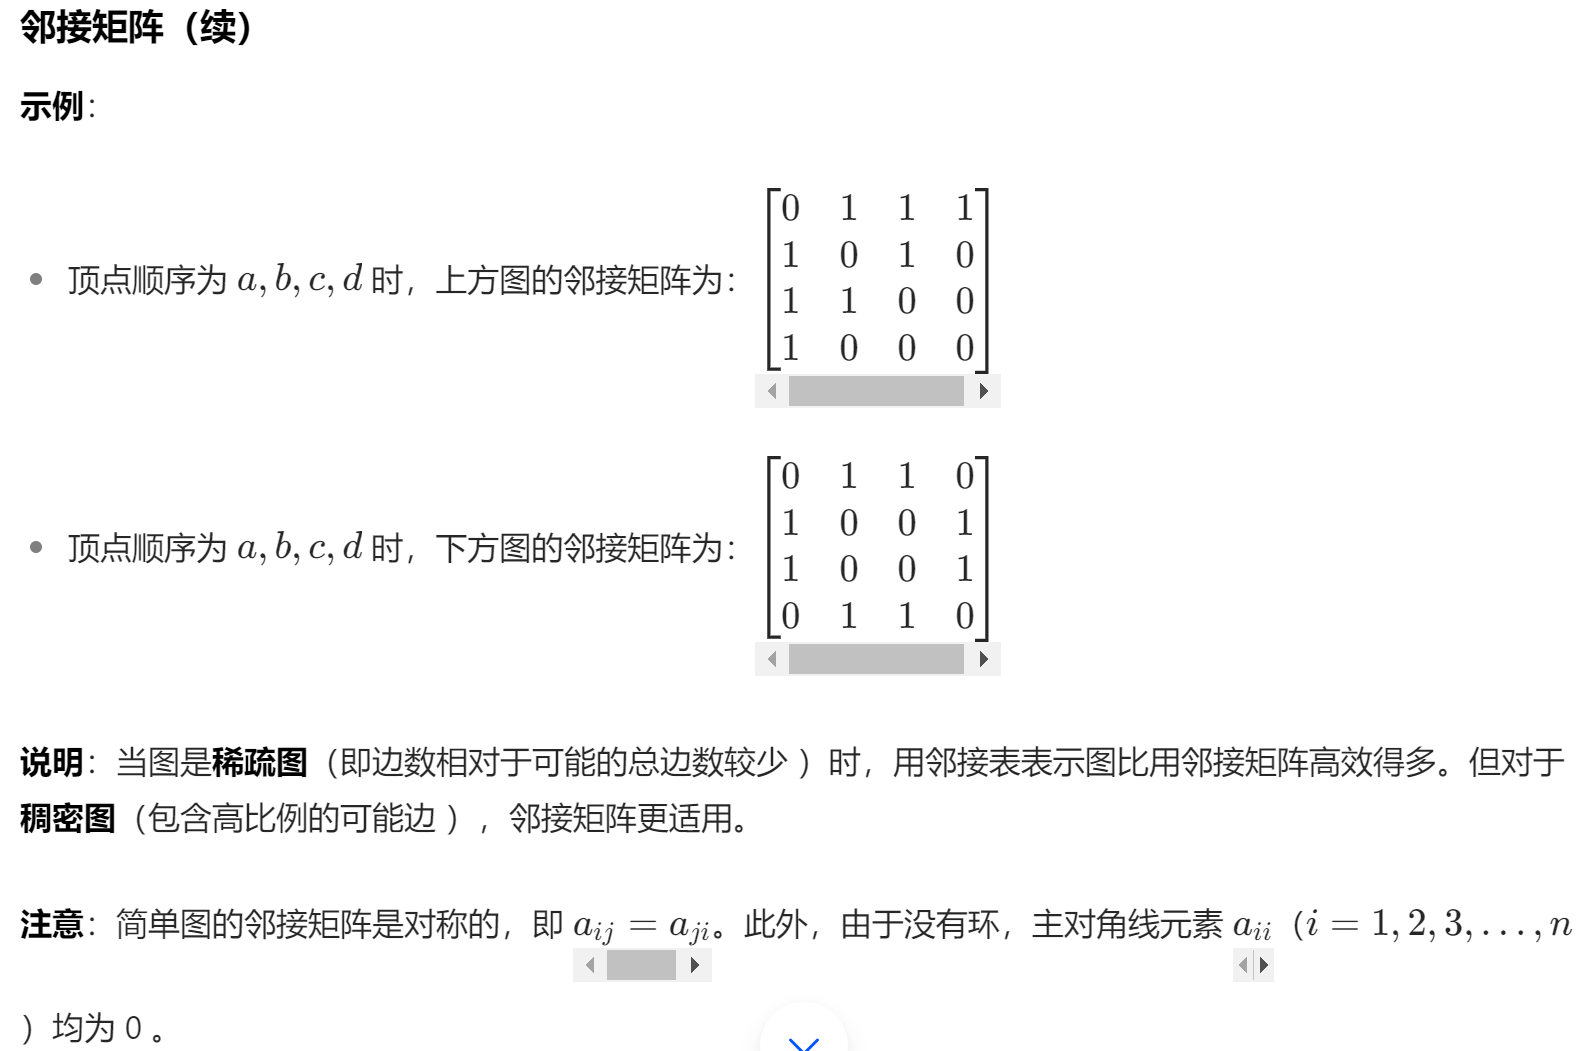 邻接矩阵（续）
示例：
顶点顺序为 a, b, c, d 时，上方图的邻接矩阵为：
0 1 1 1
1 0 1 0
1 1 0 0
1 0 0 0
顶点顺序为 a, b, c, d 时，下方图的邻接矩阵为：
0 1 1 0
1 0 0 1
1 0 0 1
0 1 1 0
说明：当图是稀疏图（即边数相对于可能的总边数较少 ）时，用邻接表表示图比用邻接矩阵高效得多。但对于
稠密图（包含高比例的可能边 ），邻接矩阵更适用。
注意：简单图的邻接矩阵是对称的，即 a_{ij} = a_{ji}。此外，由于没有环，主对角线元素 a_{ii}（i = 1, 2, 3, . . . , n
）均为 0 。